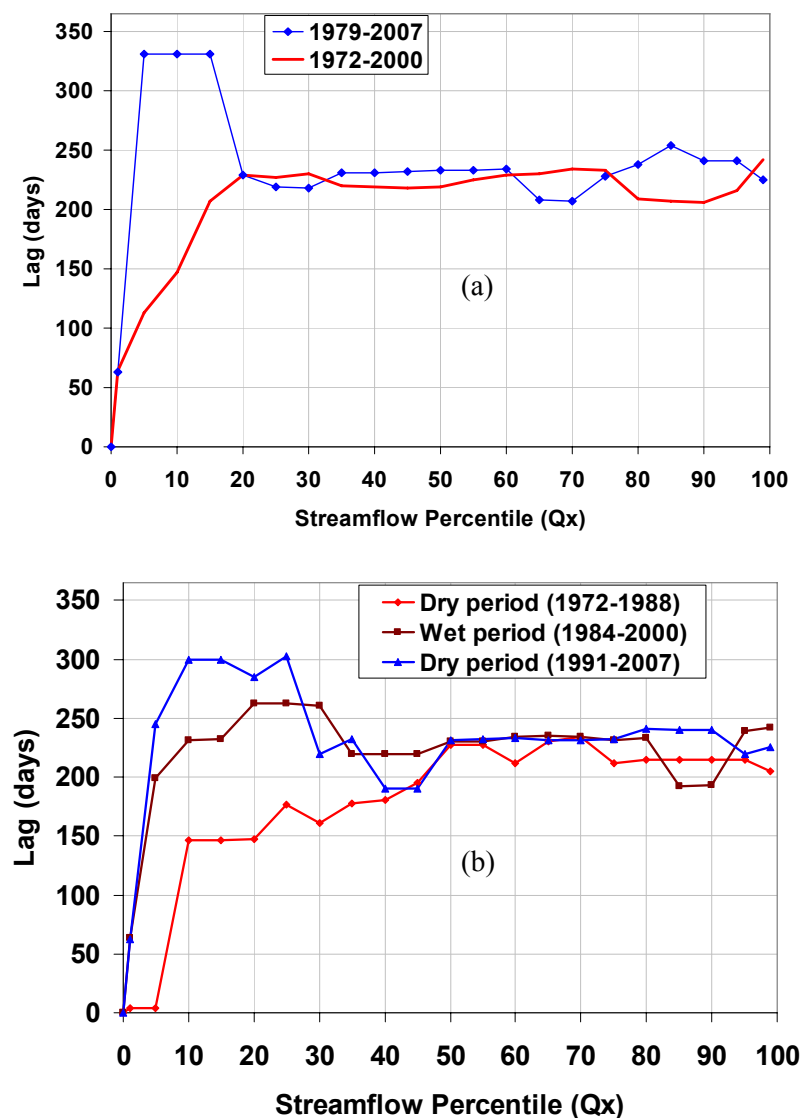 350
300
250
200
150
100
50
0
Lag (days)
1979-2007
1972-2000
(a)
0 10 20 30 40 50 60 70 80 90 100
Streamflow Percentile (Qx)
350
300
250
200
150
100
50
0
Lag (days)
Dry period (1972-1988)
Wet period (1984-2000)
Dry period (1991-2007)
(b)
0 10 20 30 40 50 60 70 80 90 100
Streamflow Percentile (Qx)